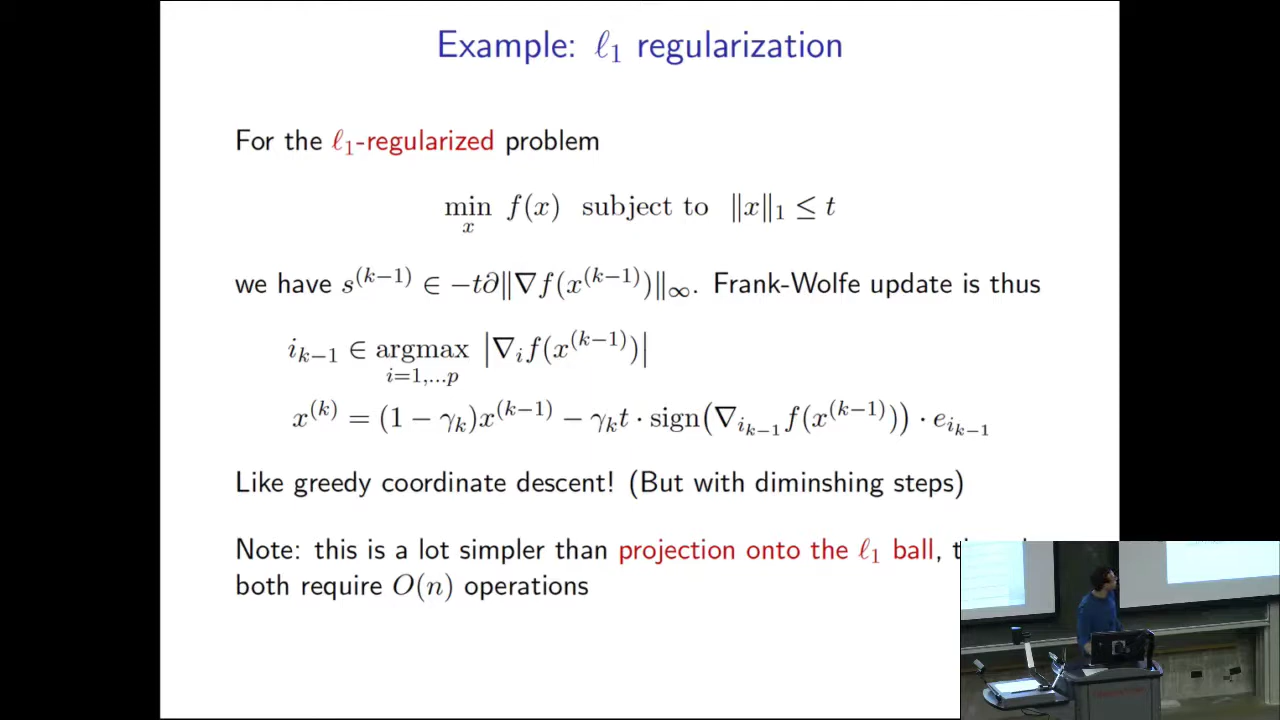 Example: ℓ₁ regularization
For the ℓ₁-regularized problem
min_x f(x) subject to ‖x‖₁ ≤ t
we have s^(k−1) ∈ −t∂‖∇f(x^(k−1))‖_∞. Frank-Wolfe update is thus
i_{k−1} ∈ argmax_{i=1,...p} |∇_i f(x^(k−1))|
x^(k) = (1 − γ_k)x^(k−1) − γ_k t · sign(∇_{i_{k−1}} f(x^(k−1))) · e_{i_{k−1}}
Like greedy coordinate descent! (But with diminshing steps)
Note: this is a lot simpler than projection onto the ℓ₁ ball,
both require O(n) operations